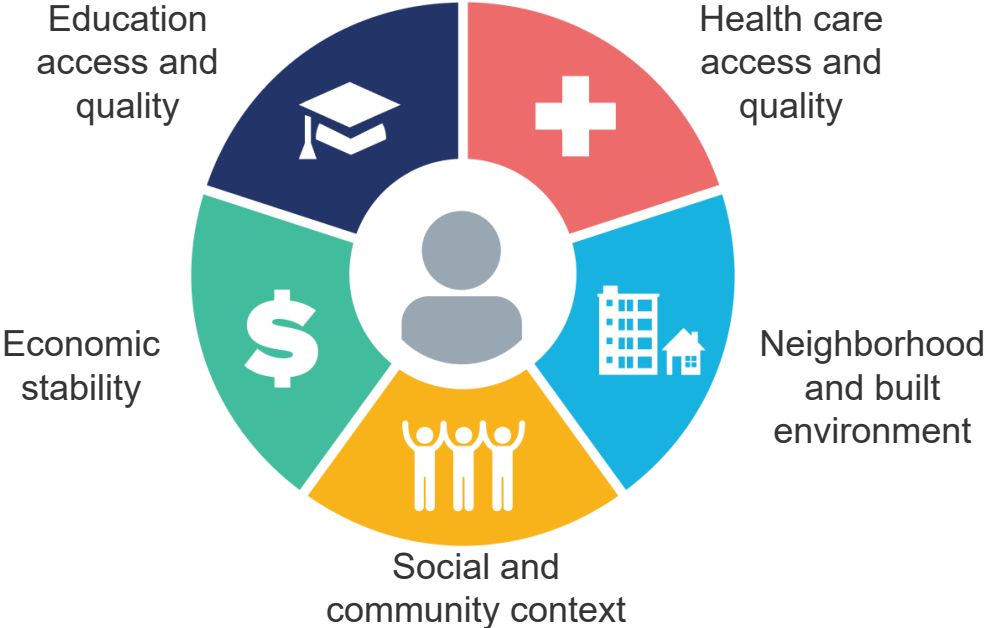 Education
access and
quality
Health care
access and
quality
Economic
stability
Neighborhood
and built
environment
Social and
community context